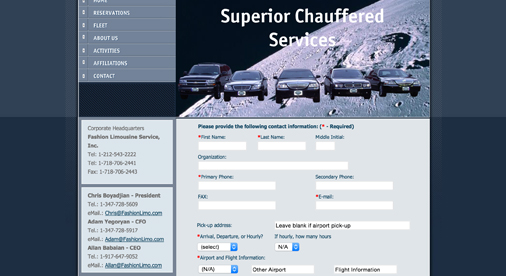 HOME
RESERVATIONS
FLEET
ABOUT US
ACTIVITIES
AFFILIATIONS
CONTACT
Superior Chauffered
Services
Corporate Headquarters
Fashion Limousine Service,
Inc.
Tel: 1-212-943-2222
Tel: 1-718-706-2441
Fax: 1-718-706-2443
Chris Boyadjian - President
Tel: 1-347-728-5609
eMail.: Chris@FashionLimo.com
Adam Yegoryan - CFO
Tel: 1-347-728-5917
eMail.: Adam@FashionLimo.com
Allan Babaian - CEO
Tel: 1-917-647-9052
eMail.: Allan@FashionLimo.com
Please provide the following contact information: (* - Required)
*First Name: *Last Name: Middle Initial:
Organization:
*Primary Phone: Secondary Phone:
FAX: *E-mail:
Pick-up address: Leave blank if airport pick-up
*Arrival, Departure, or Hourly? If hourly, how many hours
(select) N/A
*Airport and Flight Information:
(N/A) Other Airport Flight Information